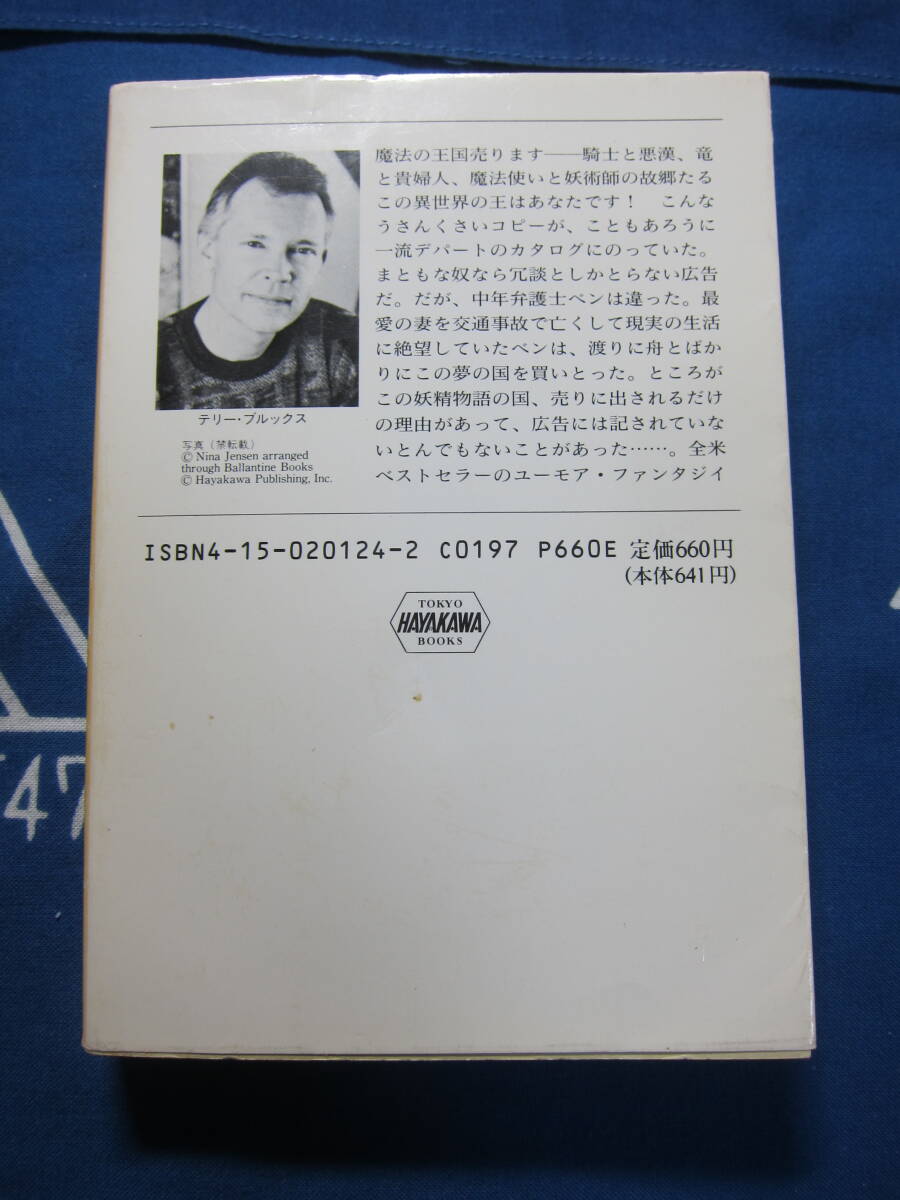 魔法の王国売ります――騎士と悪漢、竜
と貴婦人、魔法使いと妖術師の故郷たる
この異世界の王はあなたです！　こんな
うさんくさいコピーが、こともあろうに
一流デパートのカタログにのっていた。
まともな奴なら冗談としかとらない広告
だ。だが、中年弁護士ベンは違った。最
愛の妻を交通事故で亡くして現実の生活
に絶望していたベンは、渡りに舟とばか
りにこの夢の国を買いとった。ところが
この妖精物語の国、売りに出されるだけ
の理由があって、広告には記されていな
いとんでもないことがあった……。全米
ベストセラーのユーモア・ファンタジイ
テリー・ブルックス
写真（禁転載）
© Nina Jensen arranged
through Ballantine Books
© Hayakawa Publishing, Inc.
ISBN4-15-020124-2 C0197 P660E 定価660円
(本体641円)
TOKYO
HAYAKAWA
BOOKS
47